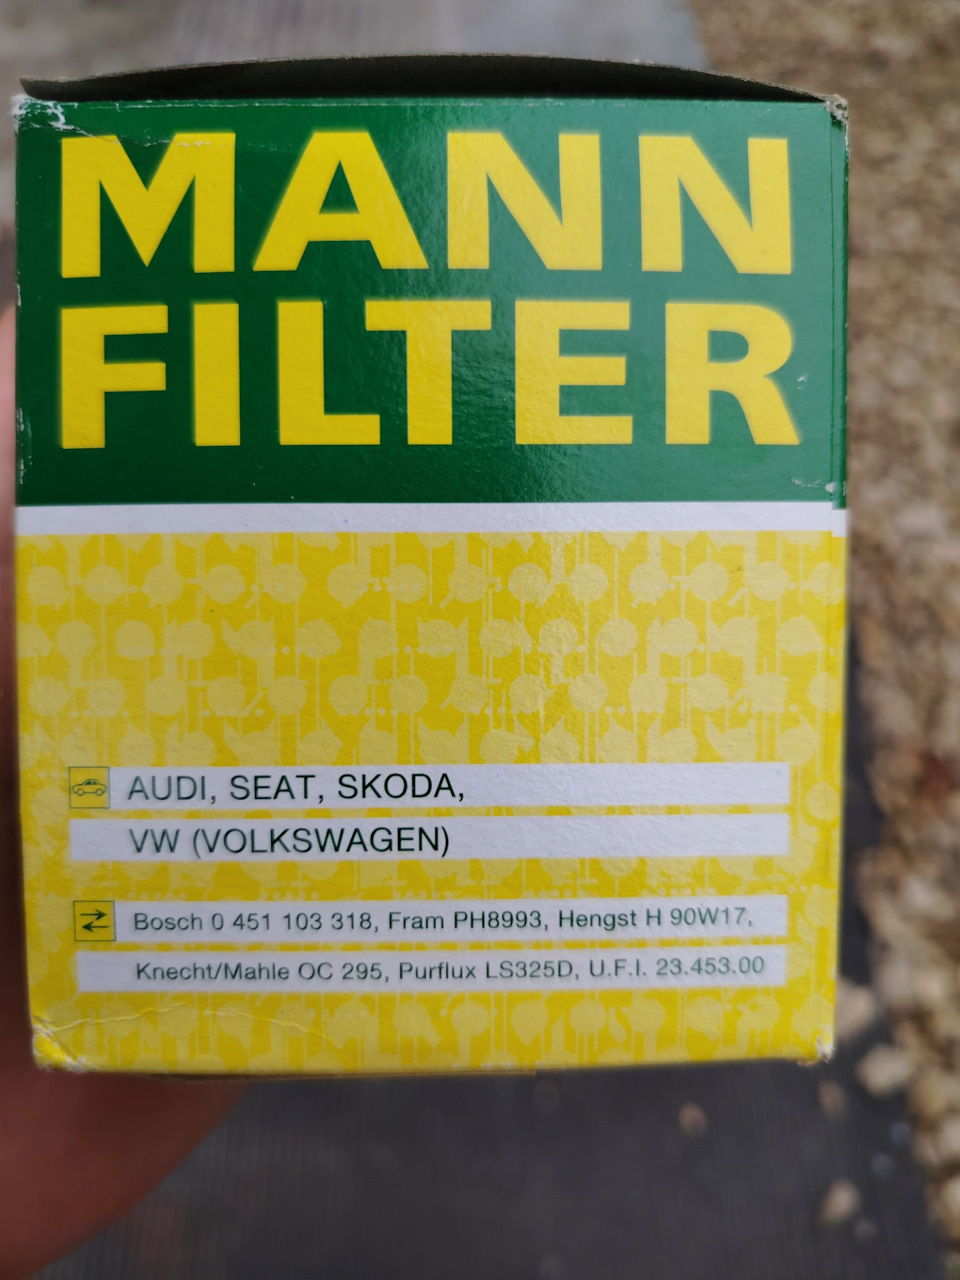 MANN
FILTER
AUDI, SEAT, SKODA,
VW (VOLKSWAGEN)
Bosch 0 451 103 318, Fram PH8993, Hengst H 90W17,
Knecht/Mahle OC 295, Purflux LS325D, U.F.I. 23.453.00